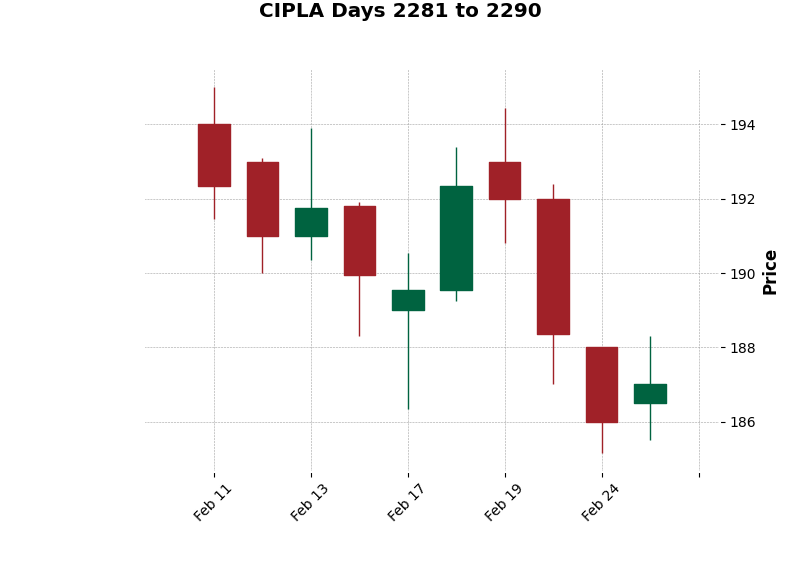 CIPLA Days 2281 to 2290
194
192
190
188
186
Price
Feb 11
Feb 13
Feb 17
Feb 19
Feb 24